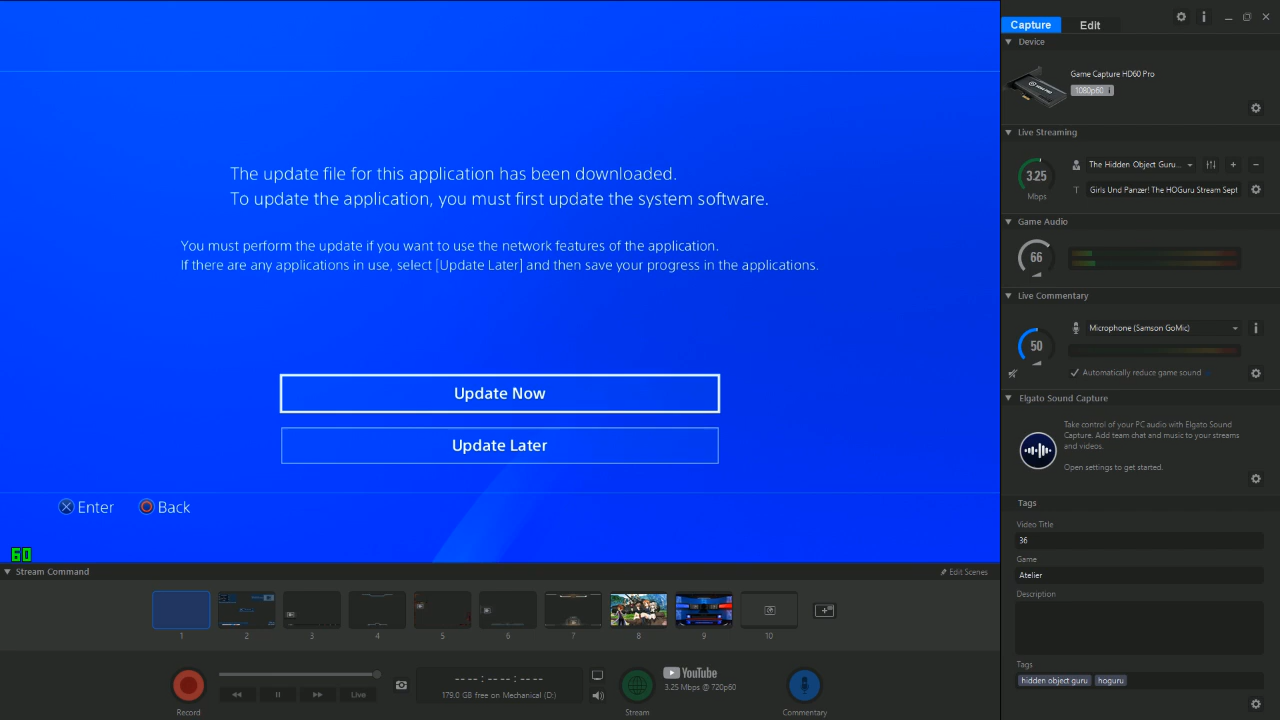 The update file for this application has been downloaded.
To update the application, you must first update the system software.
You must perform the update if you want to use the network features of the application.
If there are any applications in use, select [Update Later] and then save your progress in the applications.
Update Now
Update Later
Enter
Back
60
Capture
Edit
Device
Game Capture HD60 Pro
1080p60
Live Streaming
3.25
Mbps
The Hidden Object Guru...
Girls Und Panzer! The HOGuru Stream Sept
Game Audio
66
Live Commentary
50
Microphone (Samson GoMic)
Automatically reduce game sound
Elgato Sound Capture
Take control of your PC audio with Elgato Sound
Capture. Add team chat and music to your streams
and videos.
Open settings to get started.
Tags
Video Title
36
Game
Atelier
Description
Tags
hidden object guru
hoguru
Stream Command
Edit Scenes
1
2
3
4
5
6
7
8
9
10
Record
Live
-- -- : -- -- : -- --
179.0 GB free on Mechanical (D:)
Stream
YouTube
3.25 Mbps @ 720p60
Commentary